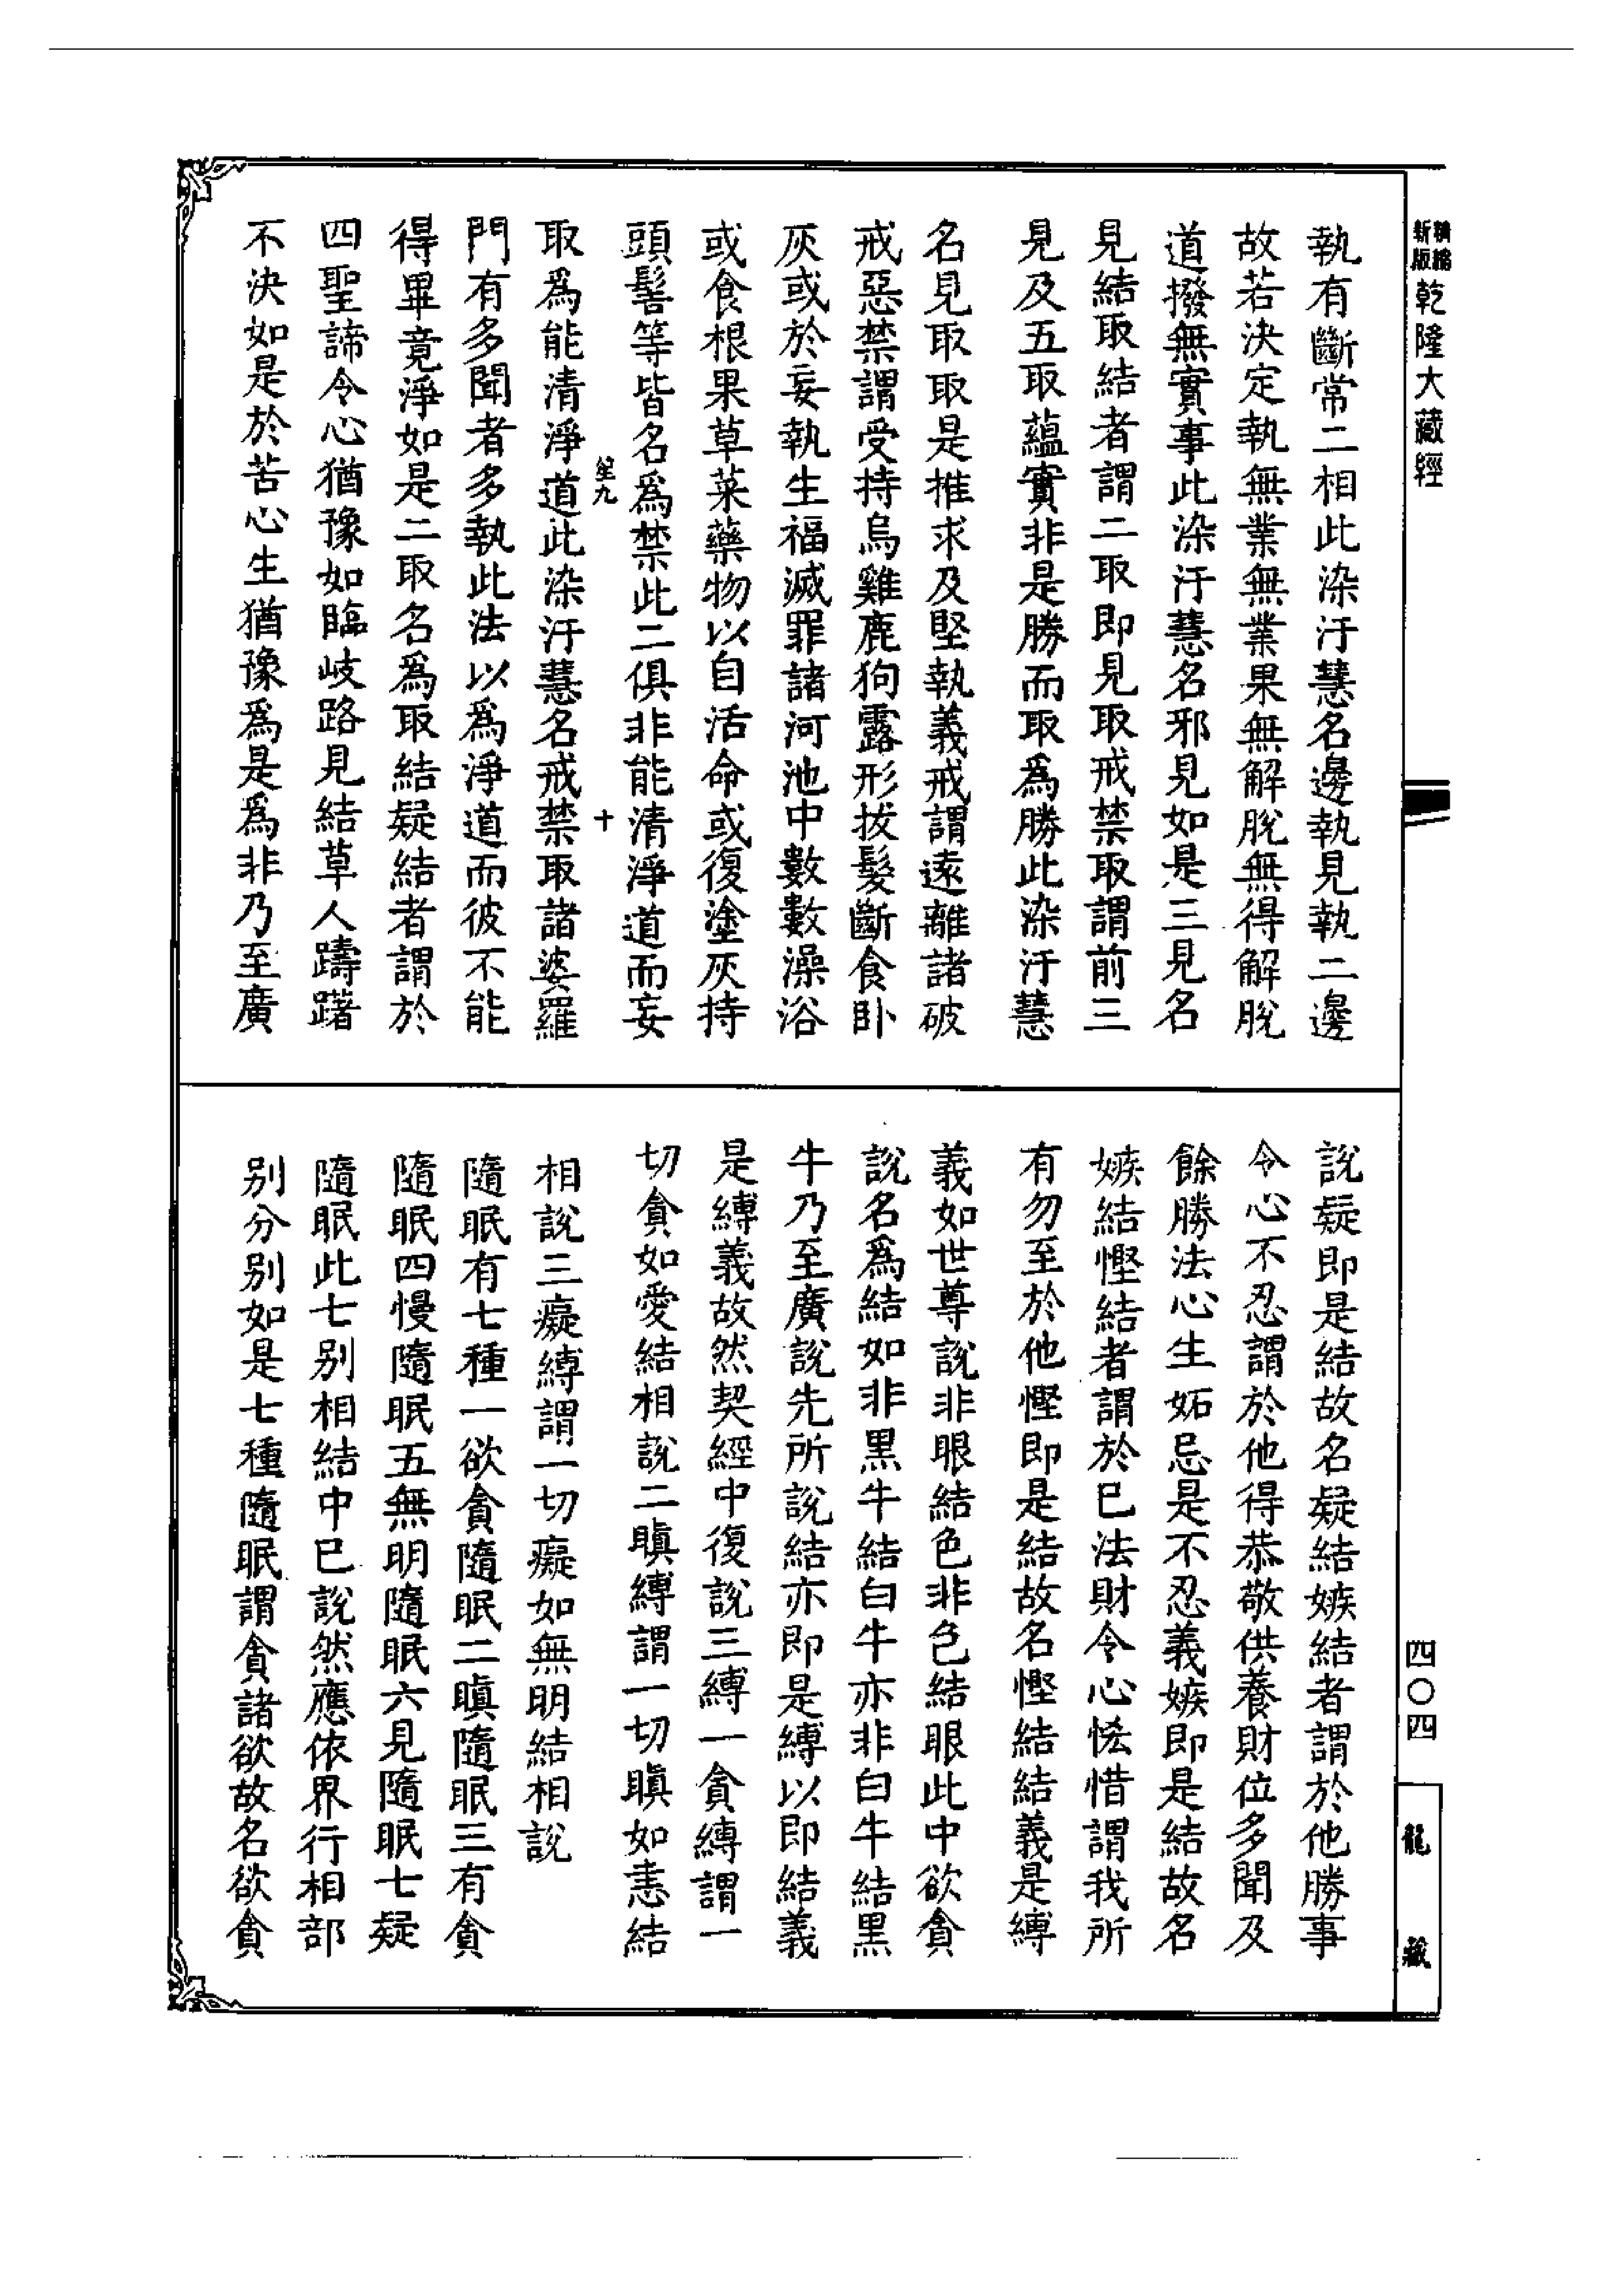 精縮新版乾隆大藏經
執有斷常二相此染汙慧名邊執見執二邊
故若決定執無業無業果無解脫無得解脫
道撥無實事此染汙慧名邪見如是三見名
見結取結者謂二取即見取戒禁取謂前三
見及五取蘊實非是勝而取為勝此染汙慧
名見取取是推求及堅執義戒謂遠離諸破
戒惡禁謂受持烏雞鹿狗露形拔髮斷食卧
灰或於妄執生福滅罪諸河池中數數澡浴
或食根果草菜藥物以自活命或復塗灰持
頭髻等皆名為禁此二俱非能清淨道而妄
笙九 十
取為能清淨道此染汙慧名戒禁取諸婆羅
門有多聞者多執此法以為淨道而彼不能
得畢竟淨如是二取名為取結疑結者謂於
四聖諦令心猶豫如臨岐路見結草人躊躇
不決如是於苦心生猶豫為是為非乃至廣
說疑即是結故名疑結嫉結者謂於他勝事
令心不忍謂於他得恭敬供養財位多聞及
餘勝法心生妬忌是不忍義嫉即是結故名
嫉結慳結者謂於巳法財令心恡惜謂我所
有勿至於他慳即是結故名慳結結義是縛
義如世尊說非眼結色非色結眼此中欲貪
說名為結如非黑牛結白牛亦非白牛結黑
牛乃至廣說先所說結亦即是縛以即結義
是縛義故然契經中復說三縛一貪縛謂一
切貪如愛結相說二瞋縛謂一切瞋如恚結
相說三癡縛謂一切癡如無明結相說
隨眠有七種一欲貪隨眠二瞋隨眠三有貪
隨眠四慢隨眠五無明隨眠六見隨眠七疑
隨眠此七別相結中巳說然應依界行相部
別分別如是七種隨眠謂貪諸欲故名欲貪
四〇四
龍藏